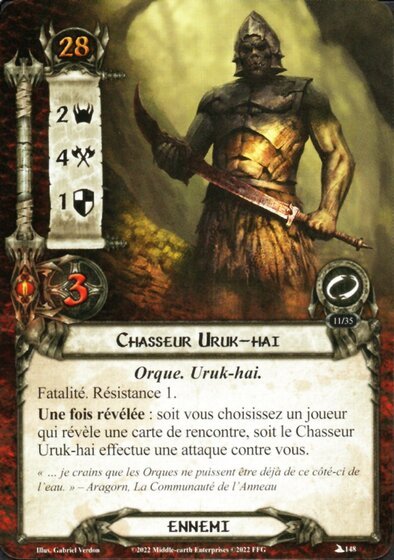 28
2
4
1
3
11/35
Chasseur Uruk-hai
Orque. Uruk-hai.
Fatalité. Résistance 1.
Une fois révélée : soit vous choisissez un joueur
qui révèle une carte de rencontre, soit le Chasseur
Uruk-hai effectue une attaque contre vous.
« … je crains que les Orques ne puissent être déjà de ce côté-ci de
l'eau. » – Aragorn, La Communauté de l'Anneau
ENNEMI
Illus. Gabriel Verdon
©2022 Middle-earth Enterprises ©2022 FFG
148